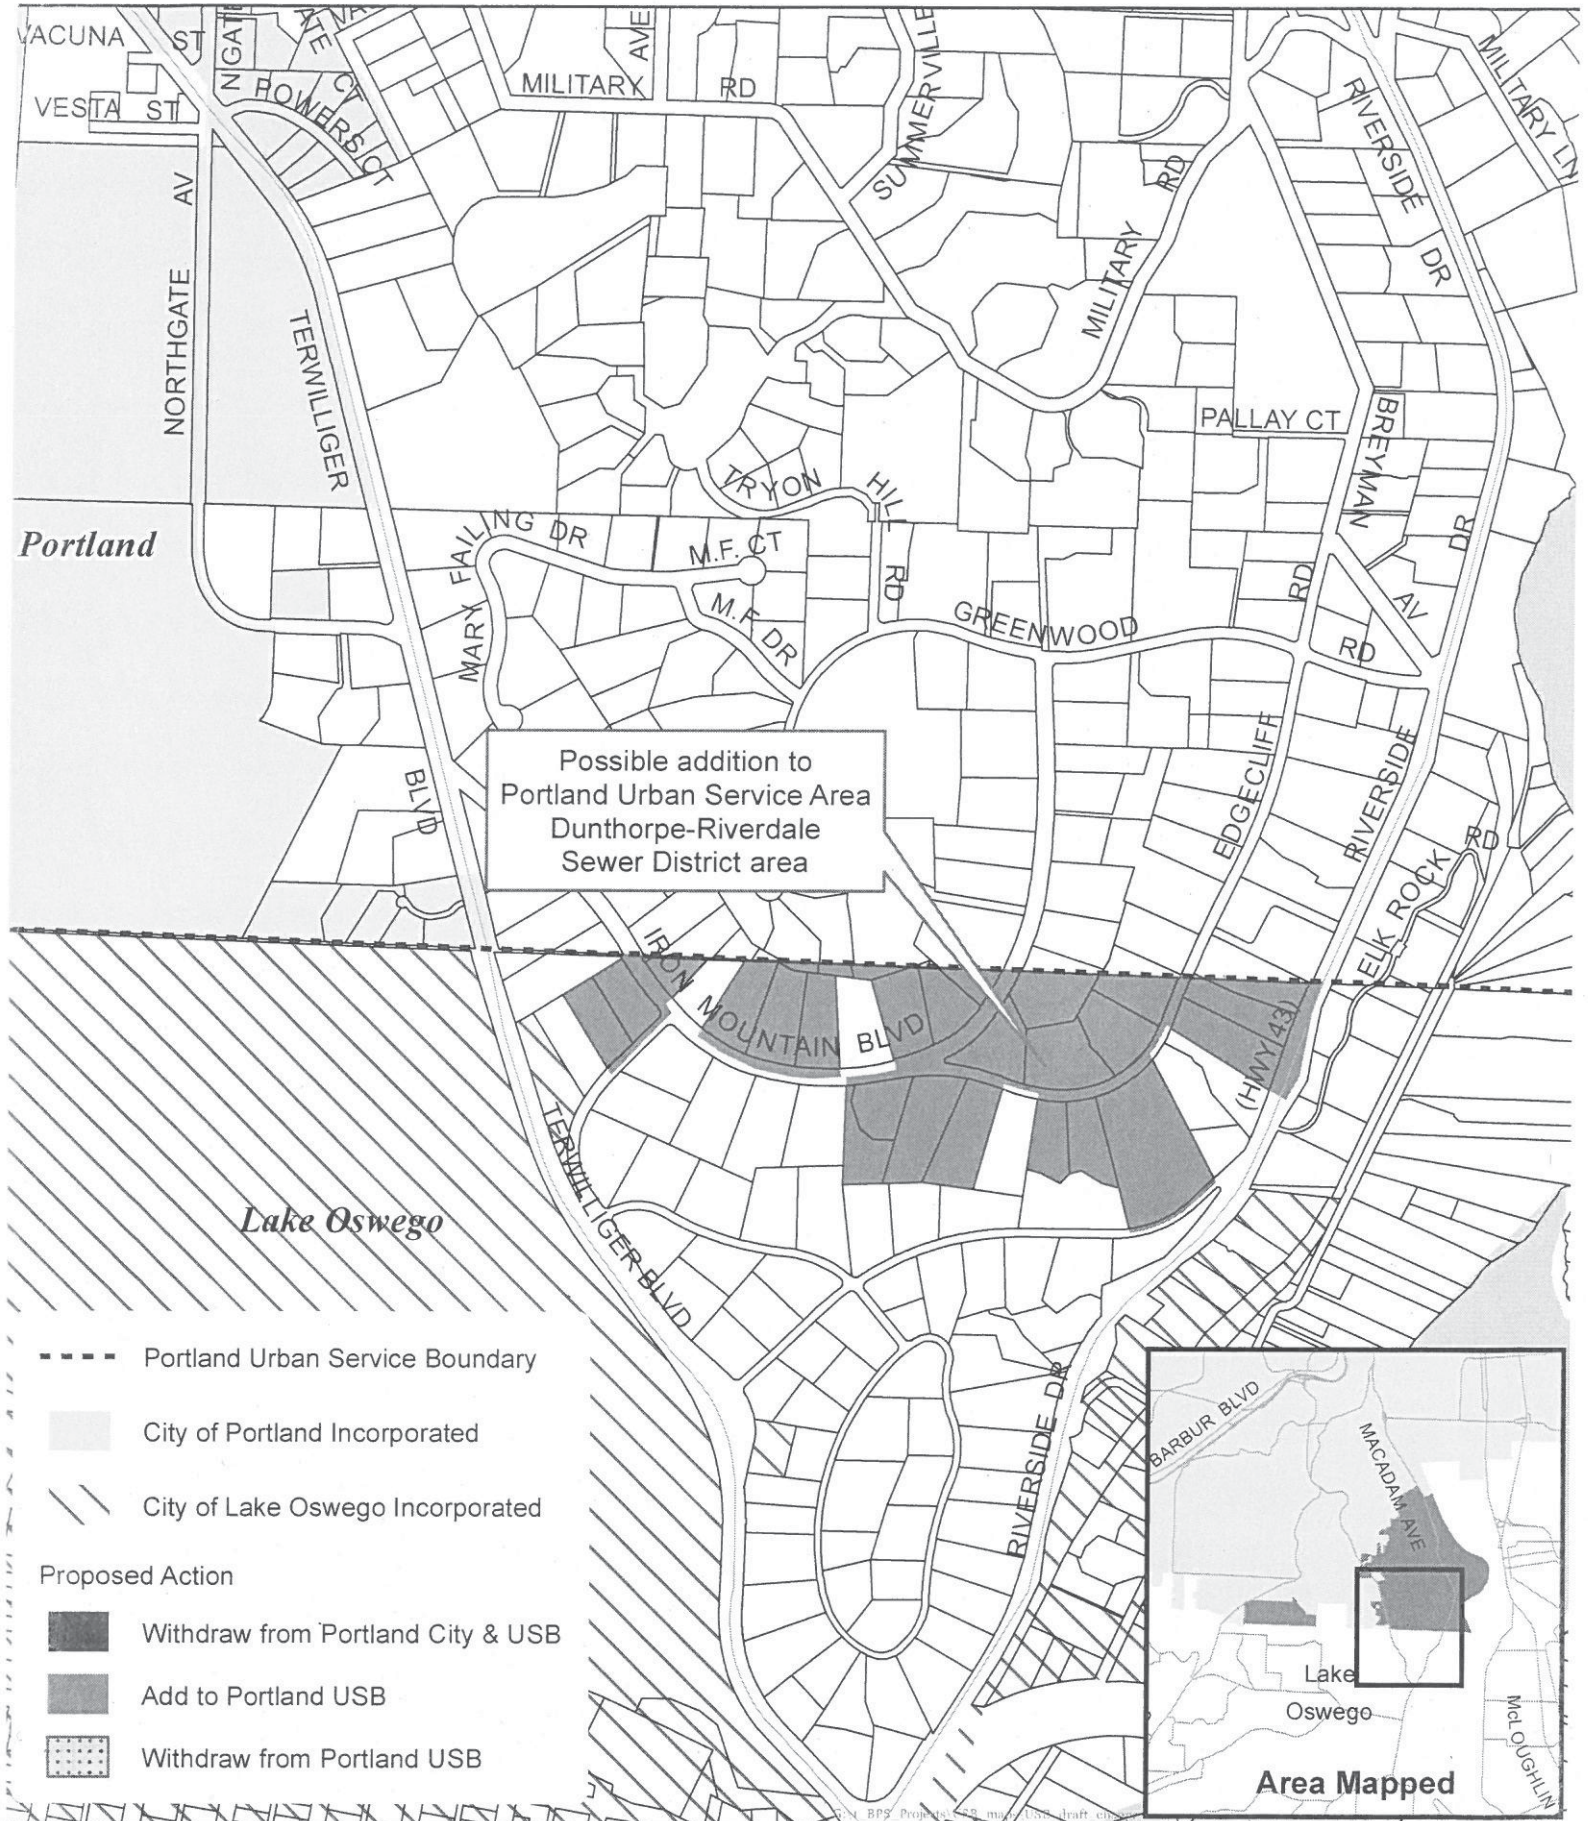 VACUNA ST
NGATE
CT
VESTA ST
POWERS CT
MILITARY RD
AVE
SUMMERVILLE
MILITARY LN
RIVERSIDE DR
MILITARY RD
NORTHGATE AV
TERWILLIGER
PALLAY CT
BREYMAN AV
TRYON HILL RD
Portland
MARY FAILING DR
M.F. CT
M.F. DR
GREENWOOD RD
RD
EDGECLIFF
RIVERSIDE
DR
BLVD
Possible addition to
Portland Urban Service Area
Dunthorpe-Riverdale
Sewer District area
ELK ROCK RD
IRON MOUNTAIN BLVD
(HWY 43)
TERWILLIGER BLVD
Lake Oswego
RIVERSIDE DR
Portland Urban Service Boundary
City of Portland Incorporated
City of Lake Oswego Incorporated
Proposed Action
Withdraw from Portland City & USB
Add to Portland USB
Withdraw from Portland USB
BARBUR BLVD
MACADAM AVE
Lake
Oswego
McLOUGHLIN
Area Mapped